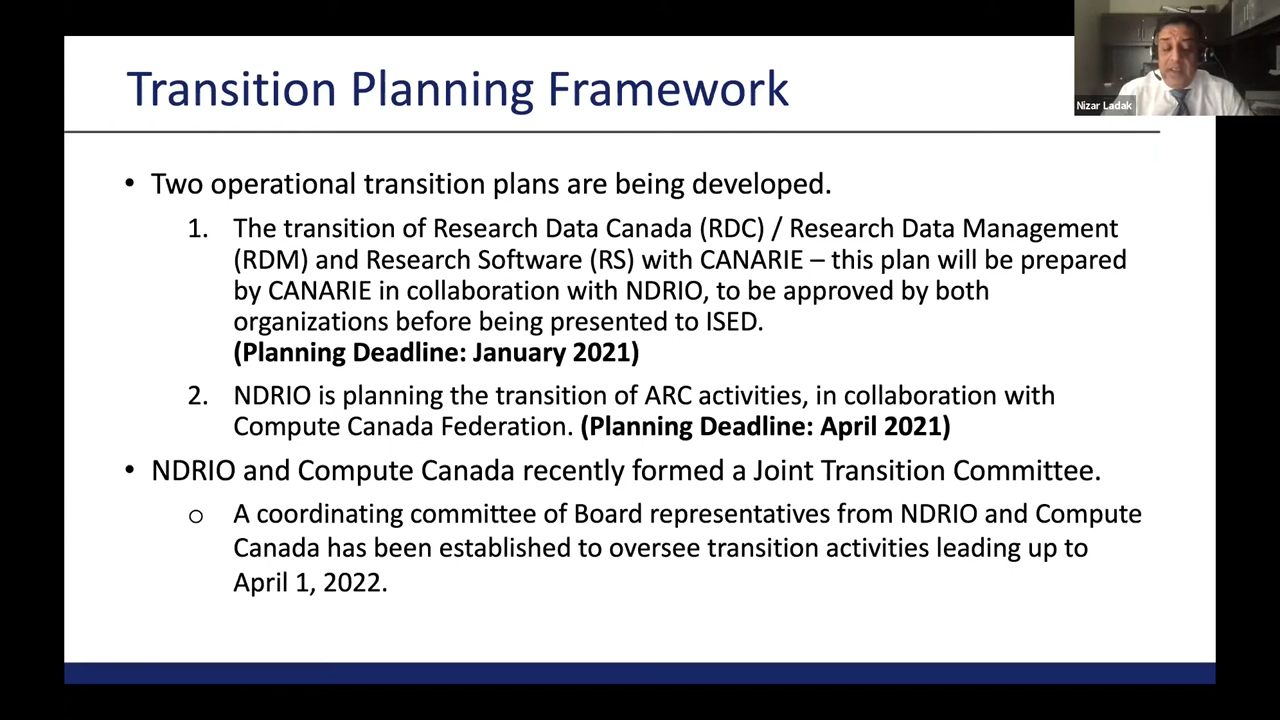 Transition Planning Framework
Nizar Ladak
• Two operational transition plans are being developed.
1. The transition of Research Data Canada (RDC) / Research Data Management
(RDM) and Research Software (RS) with CANARIE – this plan will be prepared
by CANARIE in collaboration with NDRIO, to be approved by both
organizations before being presented to ISED.
(Planning Deadline: January 2021)
2. NDRIO is planning the transition of ARC activities, in collaboration with
Compute Canada Federation. (Planning Deadline: April 2021)
• NDRIO and Compute Canada recently formed a Joint Transition Committee.
o A coordinating committee of Board representatives from NDRIO and Compute
Canada has been established to oversee transition activities leading up to
April 1, 2022.